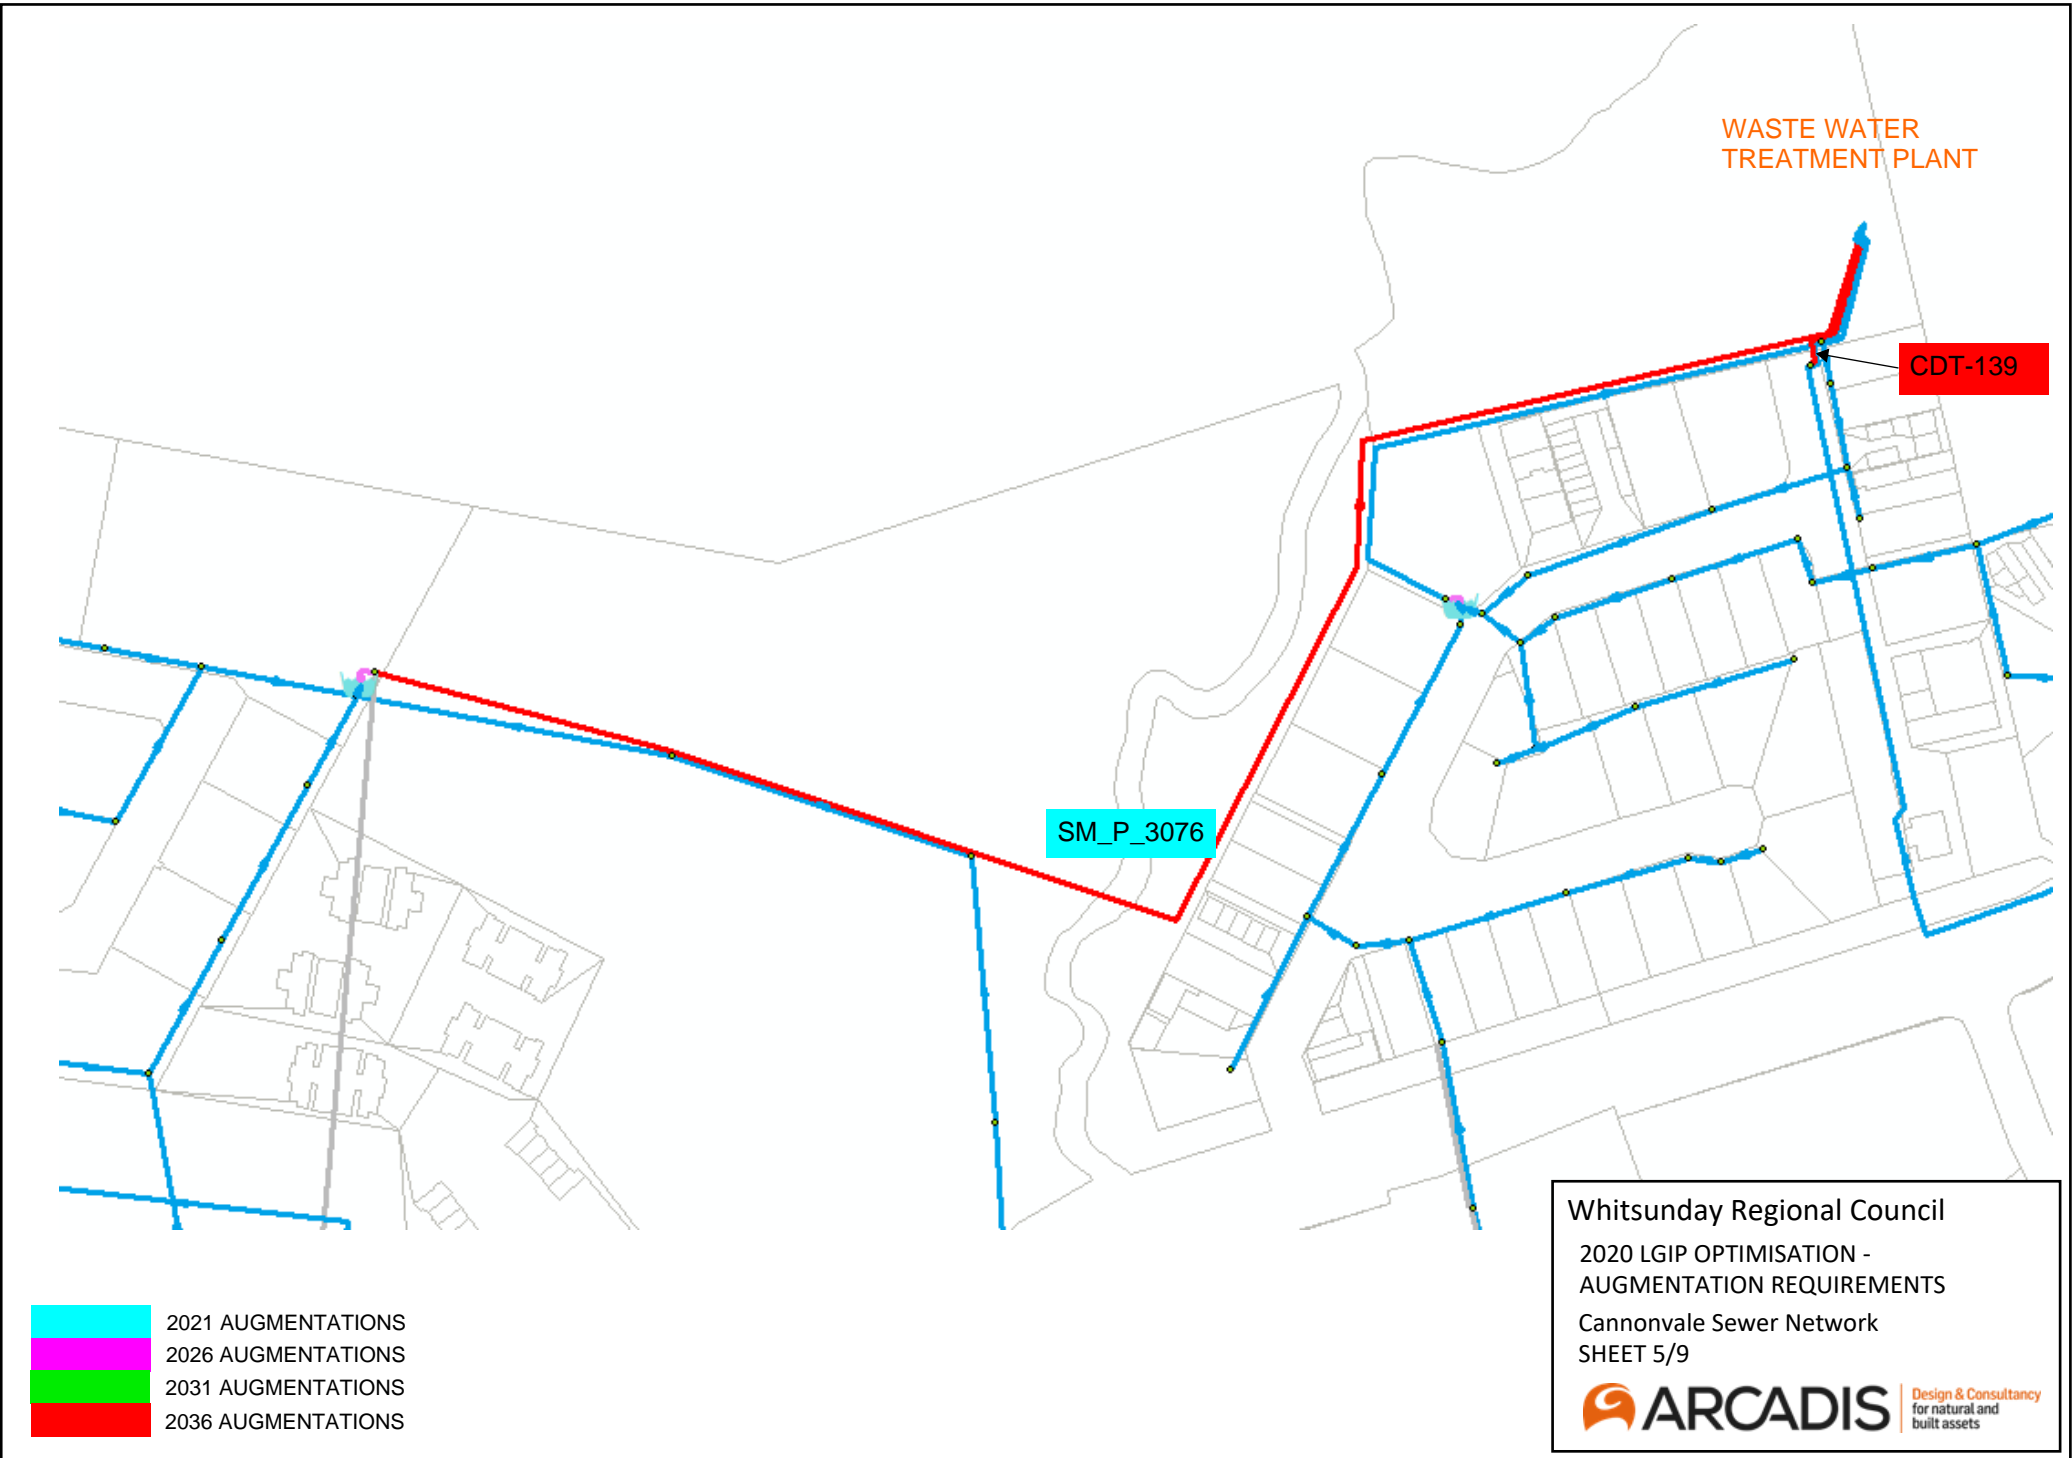 WASTE WATER
TREATMENT PLANT
CDT-139
SM_P_3076
2021 AUGMENTATIONS
2026 AUGMENTATIONS
2031 AUGMENTATIONS
2036 AUGMENTATIONS
Whitsunday Regional Council
2020 LGIP OPTIMISATION -
AUGMENTATION REQUIREMENTS
Cannonvale Sewer Network
SHEET 5/9
ARCADIS
Design & Consultancy
for natural and
built assets